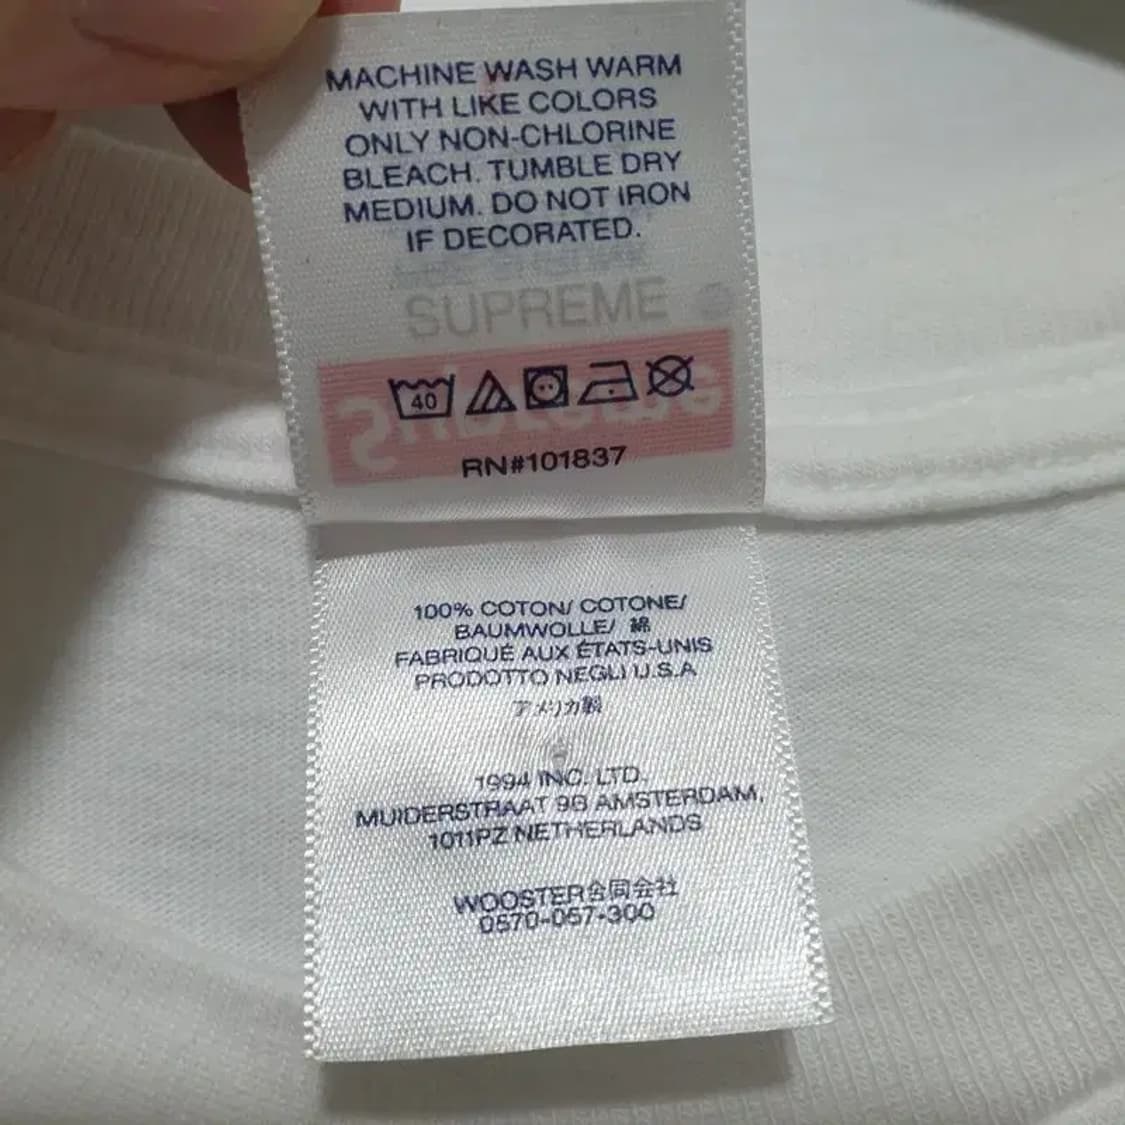 MACHINE WASH WARM
WITH LIKE COLORS
ONLY NON-CHLORINE
BLEACH. TUMBLE DRY
MEDIUM. DO NOT IRON
IF DECORATED.
SUPREME
Supreme
40
RN#101837
100% COTON/ COTONE/
BAUMWOLLE/ 綿
FABRIQUÉ AUX ÉTATS-UNIS
PRODOTTO NEGLI U.S.A
アメリカ製
1994 INC. LTD.
MUIDERSTRAAT 9B AMSTERDAM,
1011PZ NETHERLANDS
WOOSTER合同会社
0570-057-300